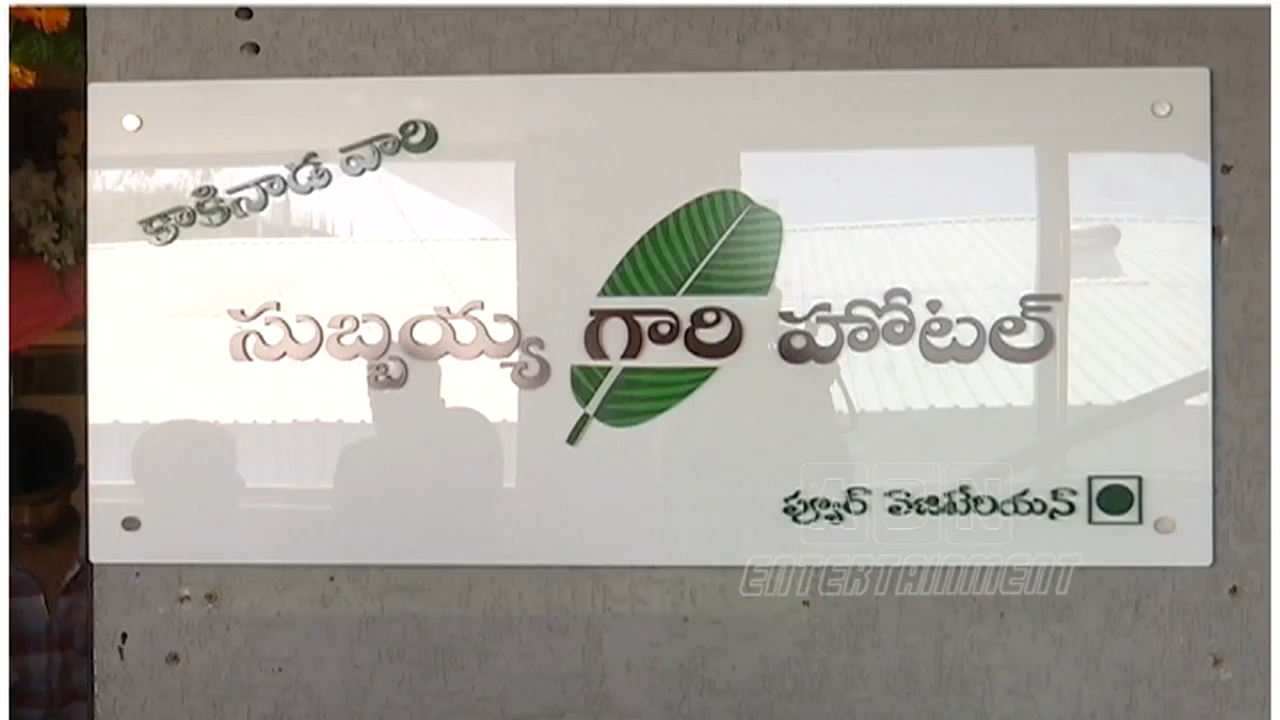 కాకినాడ వారి
సుబ్బయ్య గారి హోటల్
ప్యూర్ వెజిటేరియన్
ABN
ENTERTAINMENT